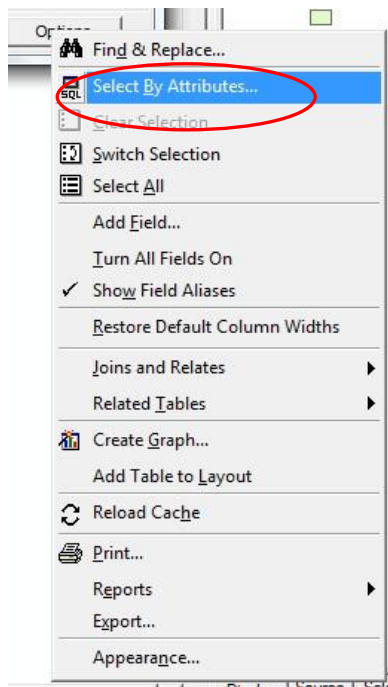 Options
Find & Replace...
SQL
Select By Attributes...
Clear Selection
Switch Selection
Select All
Add Field...
Turn All Fields On
Show Field Aliases
Restore Default Column Widths
Joins and Relates
Related Tables
Create Graph...
Add Table to Layout
Reload Cache
Print...
Reports
Export...
Appearance...